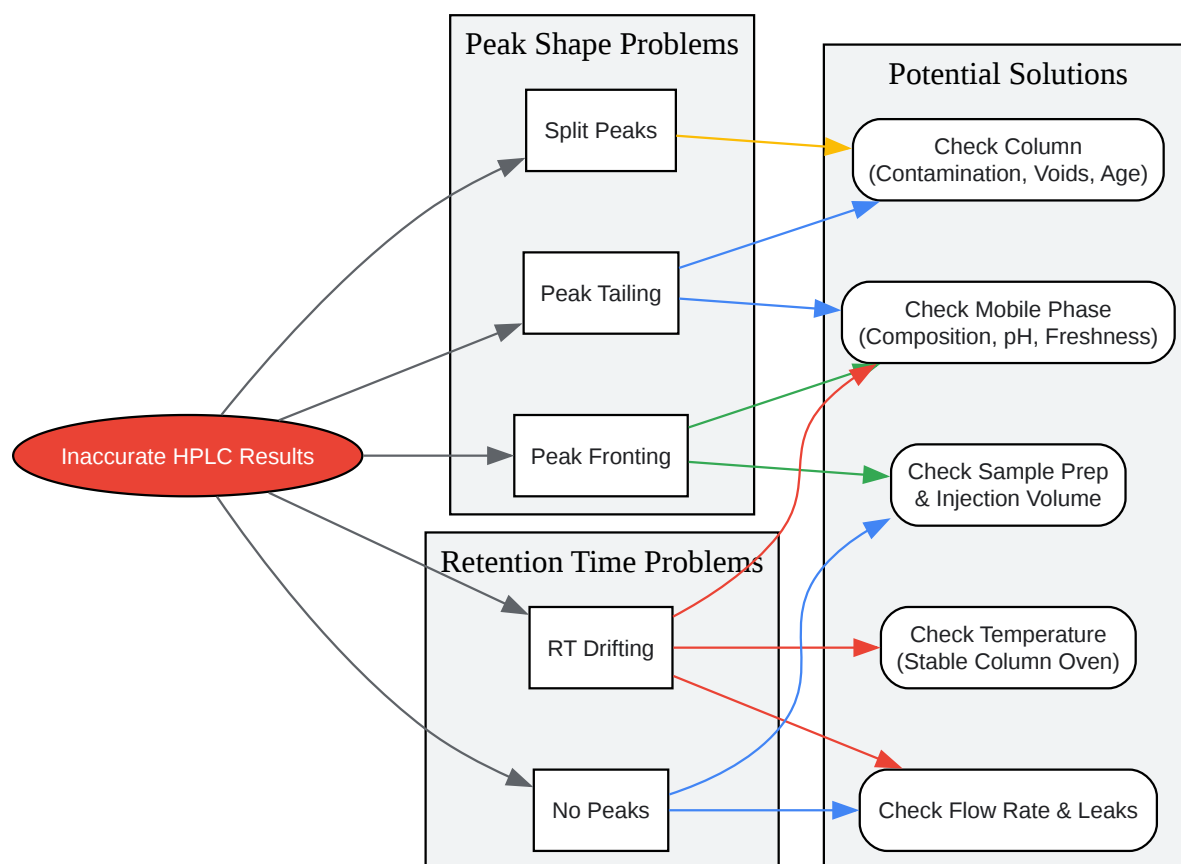 Inaccurate HPLC Results
Peak Shape Problems
Split Peaks
Peak Tailing
Peak Fronting
Retention Time Problems
RT Drifting
No Peaks
Potential Solutions
Check Column
(Contamination, Voids, Age)
Check Mobile Phase
(Composition, pH, Freshness)
Check Sample Prep
& Injection Volume
Check Temperature
(Stable Column Oven)
Check Flow Rate & Leaks